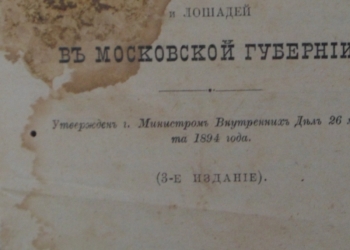 и ЛОШАДЕЙ
ВЪ МОСКОВСКОЙ ГУБЕРНІИ
Утвержденъ г. Министромъ Внутреннихъ Дѣлъ 26 м
та 1894 года.
(3-Е ИЗДАНІЕ).